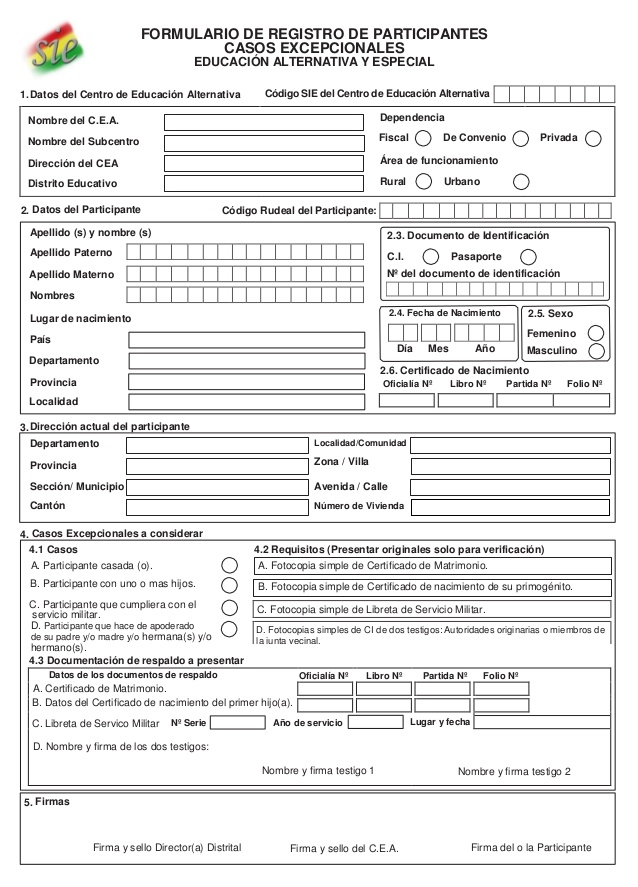 sie
FORMULARIO DE REGISTRO DE PARTICIPANTES
CASOS EXCEPCIONALES
EDUCACIÓN ALTERNATIVA Y ESPECIAL
1. Datos del Centro de Educación Alternativa Código SIE del Centro de Educación Alternativa
Nombre del C.E.A.
Nombre del Subcentro
Dirección del CEA
Distrito Educativo
Dependencia
Fiscal De Convenio Privada
Área de funcionamiento
Rural Urbano
2. Datos del Participante Código Rudeal del Participante:
Apellido (s) y nombre (s)
Apellido Paterno
Apellido Materno
Nombres
Lugar de nacimiento
País
Departamento
Provincia
Localidad
2.3. Documento de Identificación
C.I. Pasaporte
Nº del documento de identificación
2.4. Fecha de Nacimiento
Día Mes Año
2.5. Sexo
Femenino
Masculino
2.6. Certificado de Nacimiento
Oficialía Nº Libro Nº Partida Nº Folio Nº
3. Dirección actual del participante
Departamento
Provincia
Sección/ Municipio
Cantón
Localidad/Comunidad
Zona / Villa
Avenida / Calle
Número de Vivienda
4. Casos Excepcionales a considerar
4.1 Casos
A. Participante casada (o).
B. Participante con uno o mas hijos.
C. Participante que cumpliera con el
servicio militar.
D. Participante que hace de apoderado
de su padre y/o madre y/o hermana(s) y/o
hermano(s).
4.2 Requisitos (Presentar originales solo para verificación)
A. Fotocopia simple de Certificado de Matrimonio.
B. Fotocopia simple de Certificado de nacimiento de su primogénito.
C. Fotocopia simple de Libreta de Servicio Militar.
D. Fotocopias simples de CI de dos testigos: Autoridades originarias o miembros de
la junta vecinal.
4.3 Documentación de respaldo a presentar
Datos de los documentos de respaldo Oficialía Nº Libro Nº Partida Nº Folio Nº
A. Certificado de Matrimonio.
B. Datos del Certificado de nacimiento del primer hijo(a).
C. Libreta de Servico Militar Nº Serie Año de servicio Lugar y fecha
D. Nombre y firma de los dos testigos:
Nombre y firma testigo 1 Nombre y firma testigo 2
5. Firmas
Firma y sello Director(a) Distrital Firma y sello del C.E.A. Firma del o la Participante